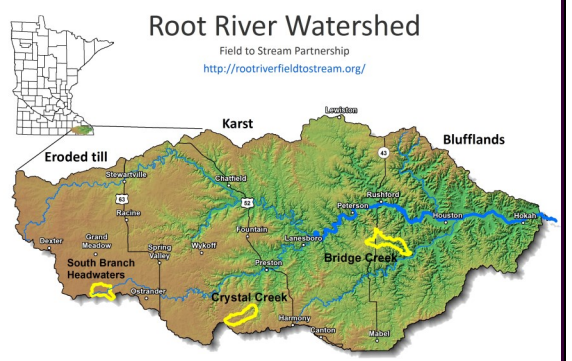 Root River Watershed
Field to Stream Partnership
http://rootriverfieldtostream.org/
Lewiston
Karst
Blufflands
Eroded till
43
Stewartville
Chatfield
Rushford
63
52
Peterson
Racine
Houston
Hokah
Fountain
Dexter
Grand
Meadow
Spring
Valley
Wykoff
Lanesboro
Bridge Creek
South Branch
Headwaters
Preston
Ostrander
Crystal Creek
Harmony
Canton
Mabel